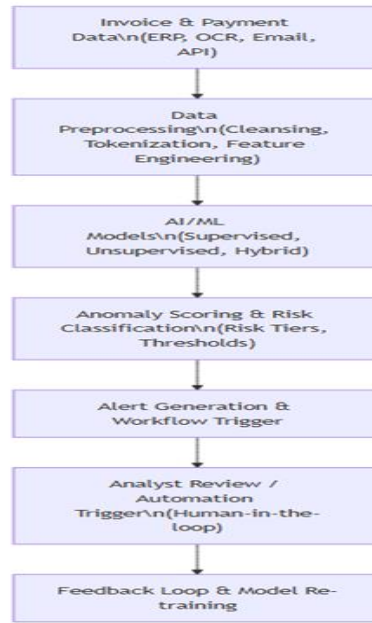 Invoice & Payment
Data\n(ERP, OCR, Email,
API)
Data
Preprocessing\n(Cleansing,
Tokenization, Feature
Engineering)
AI/ML
Models\n(Supervised,
Unsupervised, Hybrid)
Anomaly Scoring & Risk
Classification\n(Risk Tiers,
Thresholds)
Alert Generation &
Workflow Trigger
Analyst Review /
Automation
Trigger\n(Human-in-the-
loop)
Feedback Loop & Model Re-
training